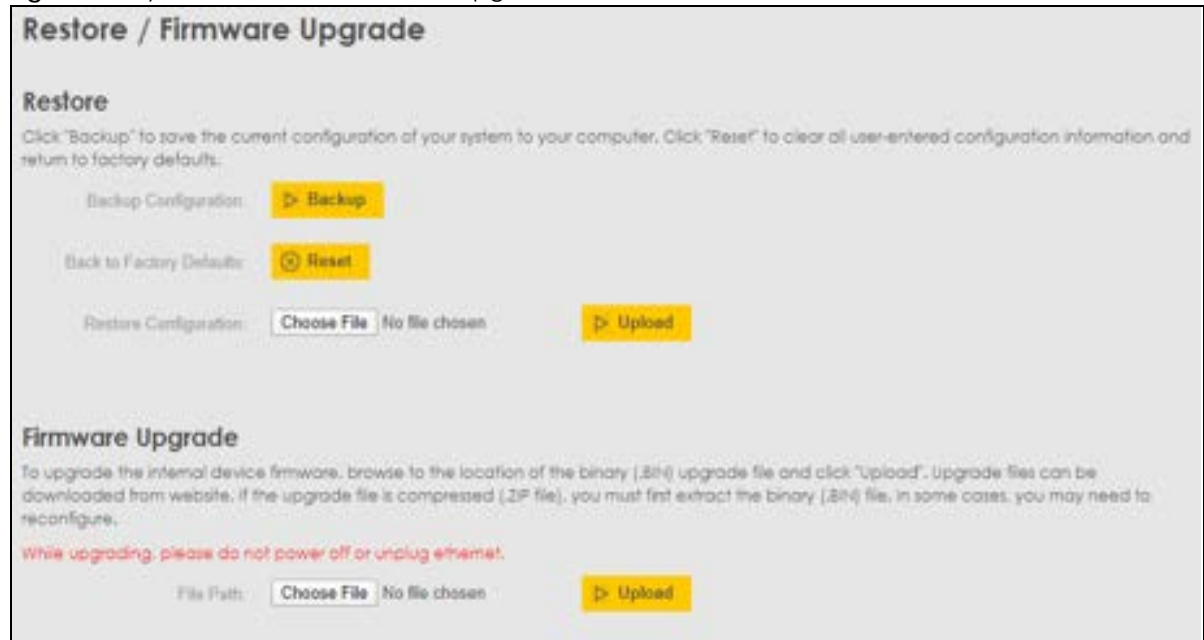 Restore / Firmware Upgrade
Restore
Click "Backup" to save the current configuration of your system to your computer. Click "Reset" to clear all user-entered configuration information and
return to factory defaults.
Backup Configuration:
Backup
Back to Factory Defaults:
Reset
Restore Configuration:
Choose File No file chosen
Upload
Firmware Upgrade
To upgrade the internal device firmware, browse to the location of the binary (.BIN) upgrade file and click "Upload". Upgrade files can be
downloaded from website. If the upgrade file is compressed (.ZIP file), you must first extract the binary (.BIN) file. In some cases, you may need to
reconfigure.
While upgrading, please do not power off or unplug ethernet.
File Path:
Choose File No file chosen
Upload